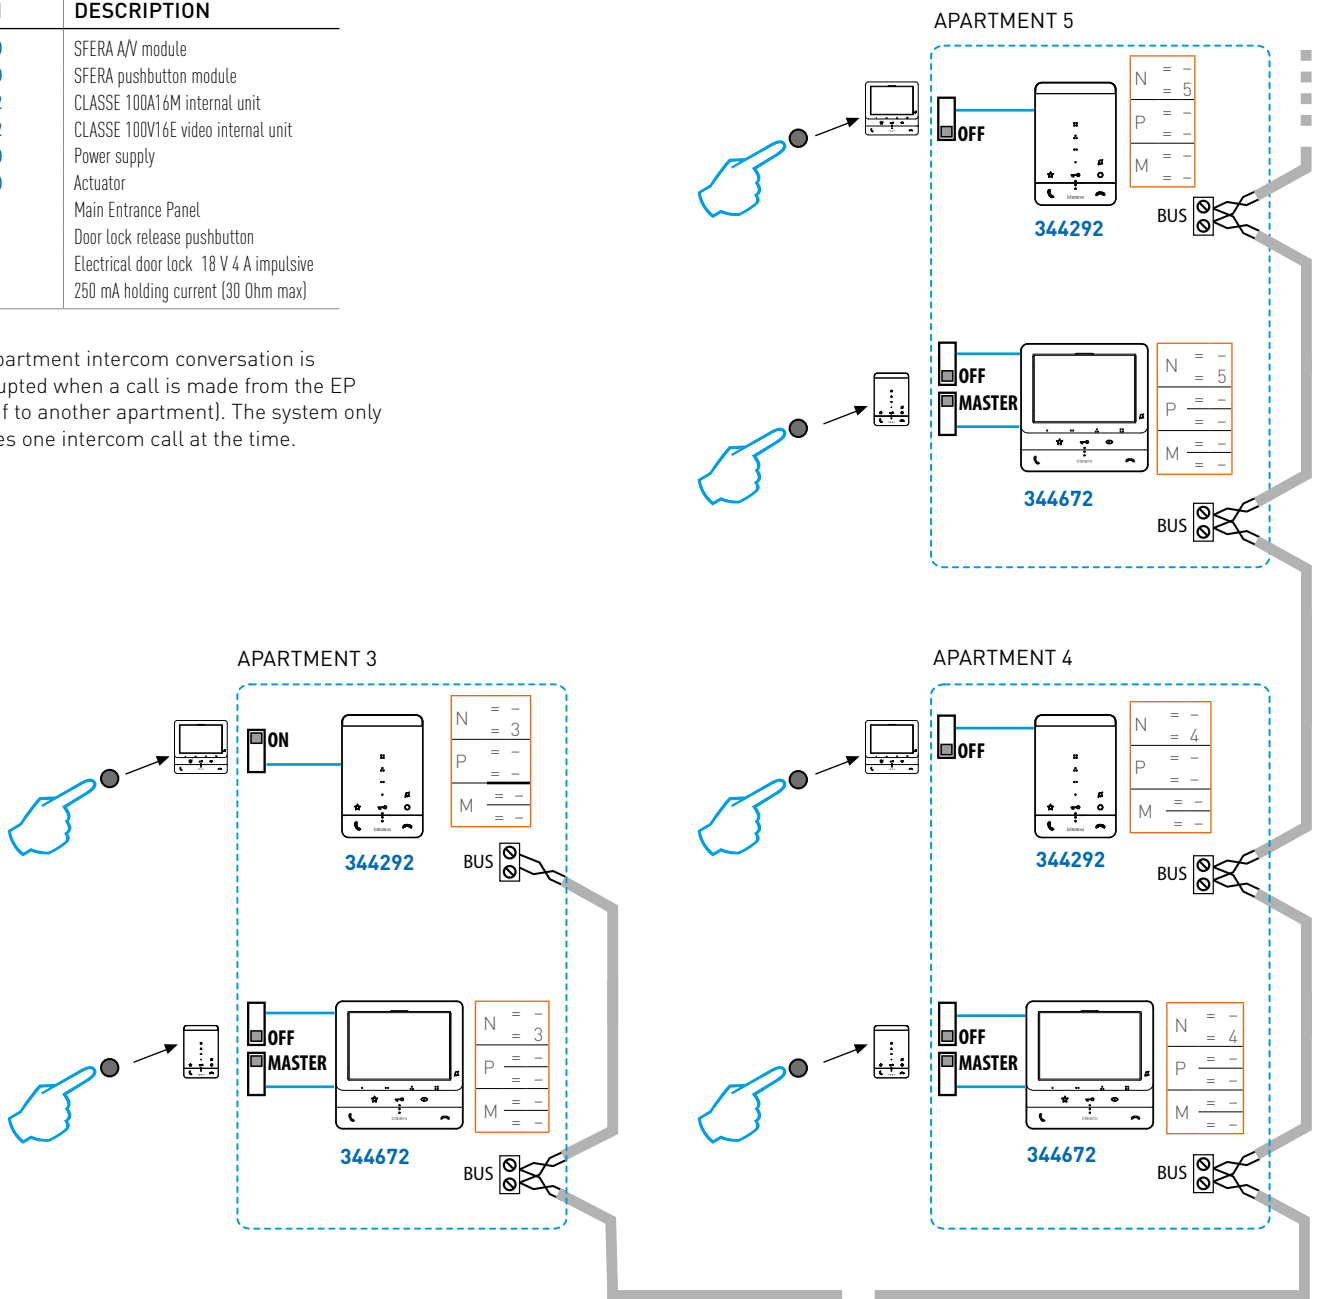 DESCRIPTION
SFERA A/V module
SFERA pushbutton module
CLASSE 100A16M internal unit
CLASSE 100V16E video internal unit
Power supply
Actuator
Main Entrance Panel
Door lock release pushbutton
Electrical door lock 18 V 4 A impulsive
250 mA holding current (30 Ohm max)
partment intercom conversation is
upted when a call is made from the EP
if to another apartment). The system only
es one intercom call at the time.
APARTMENT 5
OFF
N = –
= 5
P = –
= –
M = –
= –
344292
BUS
OFF
MASTER
N = –
= 5
P = –
= –
M = –
= –
344672
BUS
APARTMENT 3
ON
N = –
= 3
P = –
= –
M = –
= –
344292
BUS
OFF
MASTER
N = –
= 3
P = –
= –
M = –
= –
344672
BUS
APARTMENT 4
OFF
N = –
= 4
P = –
= –
M = –
= –
344292
BUS
OFF
MASTER
N = –
= 4
P = –
= –
M = –
= –
344672
BUS